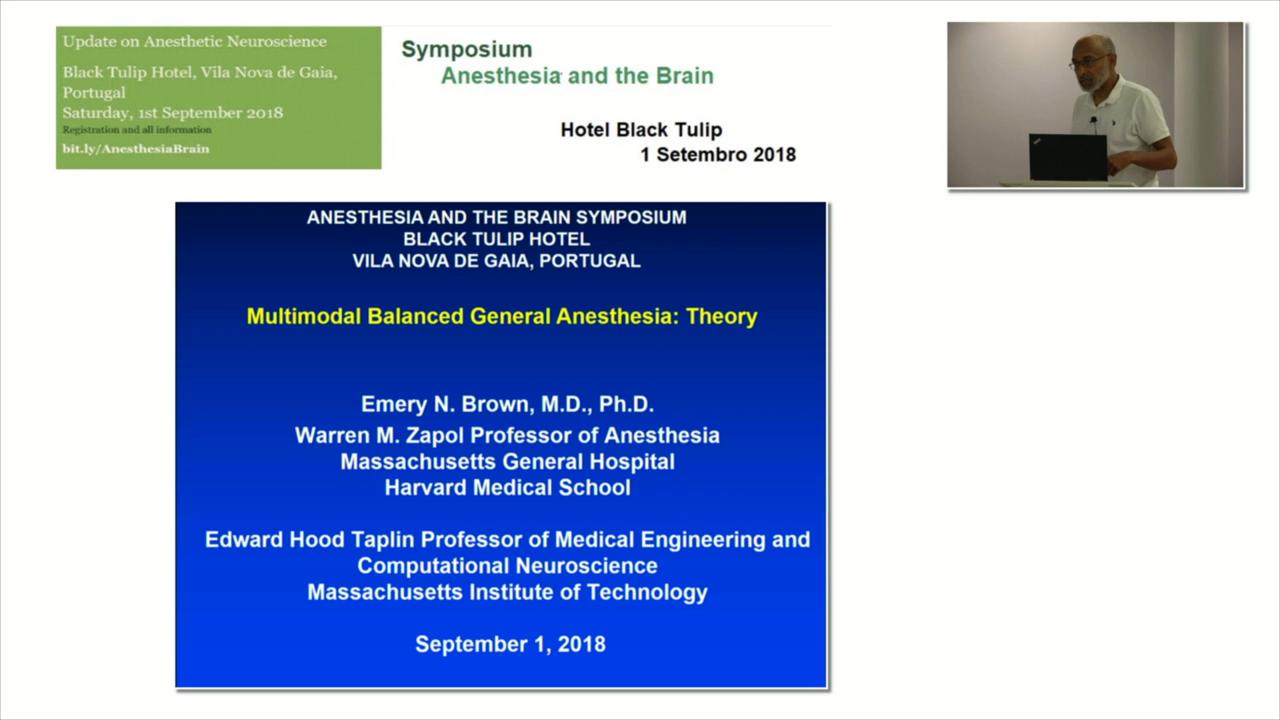 Update on Anesthetic Neuroscience
Black Tulip Hotel, Vila Nova de Gaia,
Portugal
Saturday, 1st September 2018
Registration and all information
bit.ly/AnesthesiaBrain
Symposium
Anesthesia and the Brain
Hotel Black Tulip
1 Setembro 2018
ANESTHESIA AND THE BRAIN SYMPOSIUM
BLACK TULIP HOTEL
VILA NOVA DE GAIA, PORTUGAL
Multimodal Balanced General Anesthesia: Theory
Emery N. Brown, M.D., Ph.D.
Warren M. Zapol Professor of Anesthesia
Massachusetts General Hospital
Harvard Medical School
Edward Hood Taplin Professor of Medical Engineering and
Computational Neuroscience
Massachusetts Institute of Technology
September 1, 2018